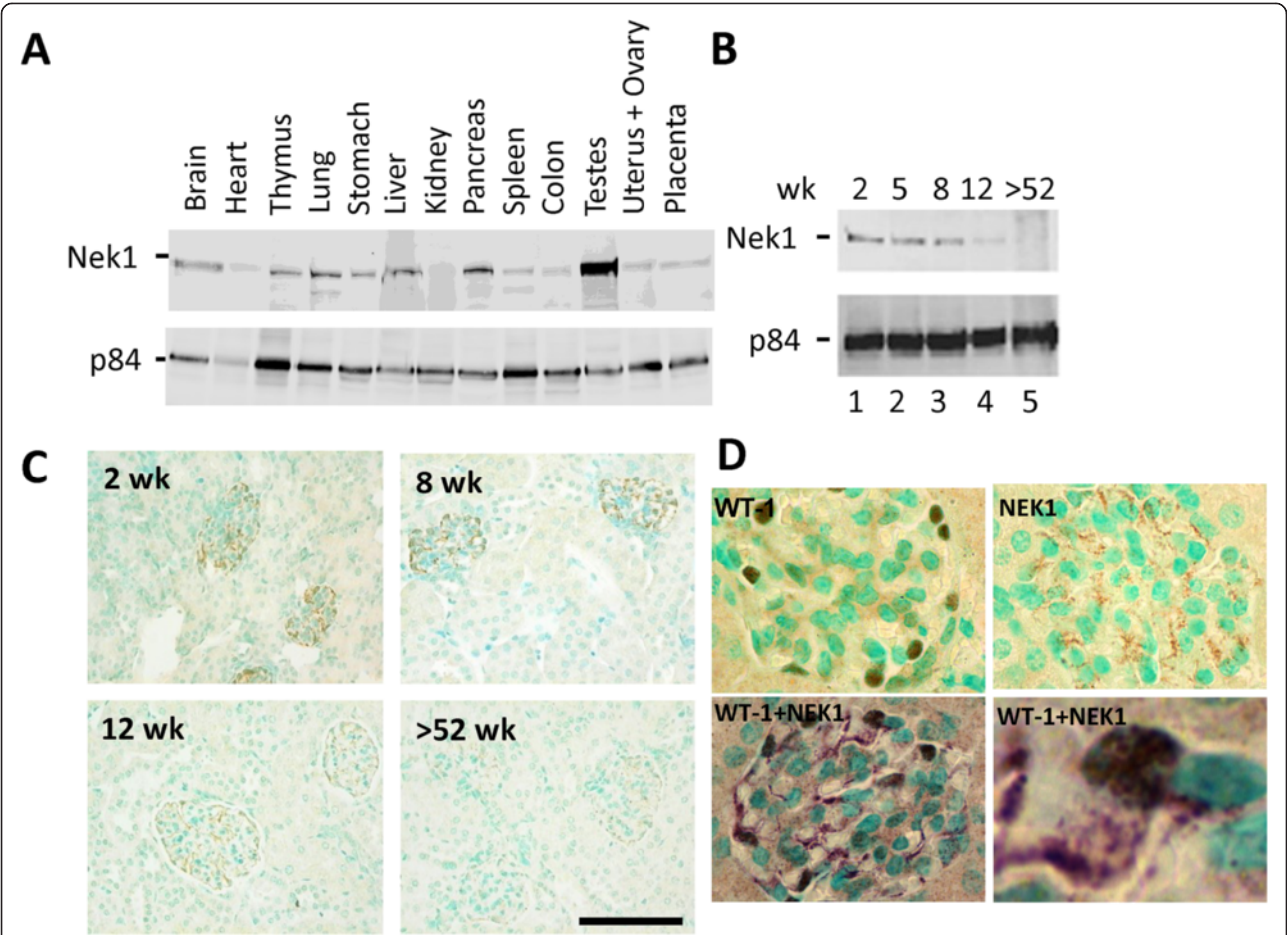 A
Brain
Heart
Thymus
Lung
Stomach
Liver
Kidney
Pancreas
Spleen
Colon
Testes
Uterus + Ovary
Placenta
Nek1
p84
B
wk 2 5 8 12 >52
Nek1
p84
1 2 3 4 5
C
2 wk
8 wk
12 wk
>52 wk
D
WT-1
NEK1
WT-1+NEK1
WT-1+NEK1